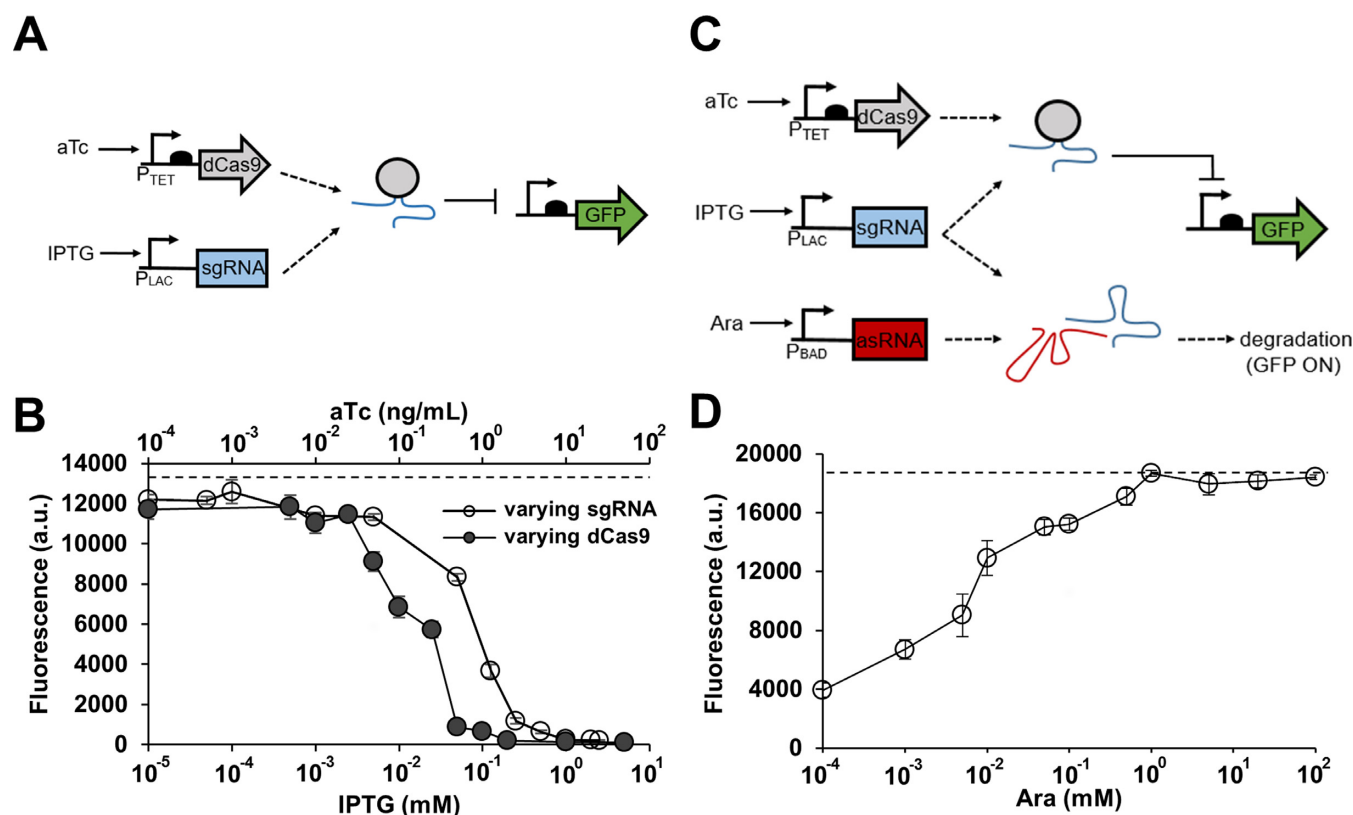 A
aTc
PTET
dCas9
IPTG
PLAC
sgRNA
GFP
B
aTc (ng/mL)
10-4 10-3 10-2 10-1 100 101 102
14000
12000
10000
8000
6000
4000
2000
0
Fluorescence (a.u.)
varying sgRNA
varying dCas9
10-5 10-4 10-3 10-2 10-1 100 101
IPTG (mM)
C
aTc
PTET
dCas9
IPTG
PLAC
sgRNA
GFP
Ara
PBAD
asRNA
degradation
(GFP ON)
D
20000
16000
12000
8000
4000
0
Fluorescence (a.u.)
10-4 10-3 10-2 10-1 100 101 102
Ara (mM)